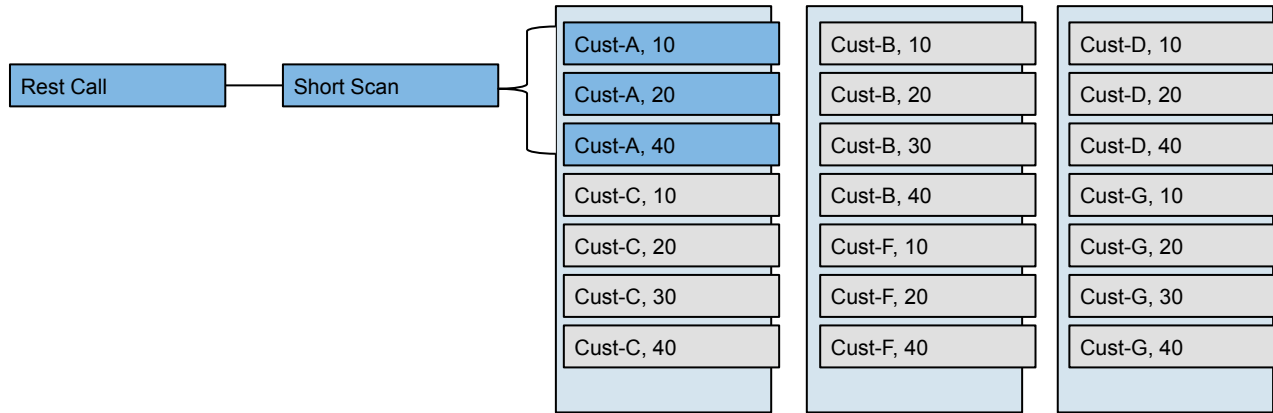 Rest Call
Short Scan
Cust-A, 10
Cust-A, 20
Cust-A, 40
Cust-C, 10
Cust-C, 20
Cust-C, 30
Cust-C, 40
Cust-B, 10
Cust-B, 20
Cust-B, 30
Cust-B, 40
Cust-F, 10
Cust-F, 20
Cust-F, 40
Cust-D, 10
Cust-D, 20
Cust-D, 40
Cust-G, 10
Cust-G, 20
Cust-G, 30
Cust-G, 40